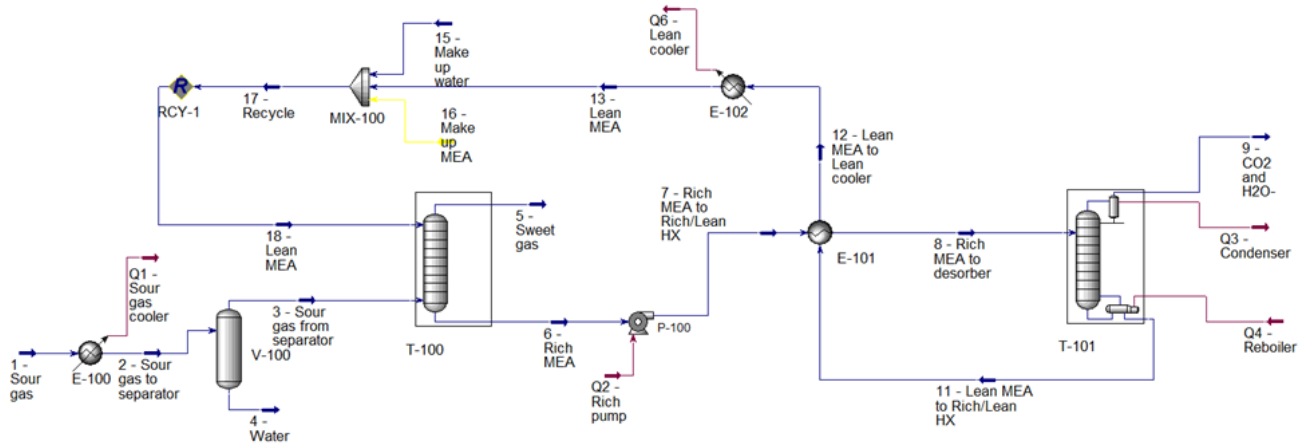 Q6 -
Lean
cooler
15 -
Make
up
water
RCY-1
17 -
Recycle
MIX-100
16 -
Make
up
MEA
13 -
Lean
MEA
E-102
12 - Lean
MEA to
Lean
cooler
9 -
CO2
and
H2O-
7 - Rich
MEA to
Rich/Lean
HX
5 -
Sweet
gas
18 -
Lean
MEA
E-101
8 - Rich
MEA to
desorber
Q3 -
Condenser
Q1 -
Sour
gas
cooler
3 - Sour
gas from
separator
T-100
6 -
Rich
MEA
P-100
T-101
Q4 -
Reboiler
1 -
Sour
gas
E-100
2 - Sour
gas to
separator
V-100
4 -
Water
Q2 -
Rich
pump
11 - Lean MEA
to Rich/Lean
HX
R